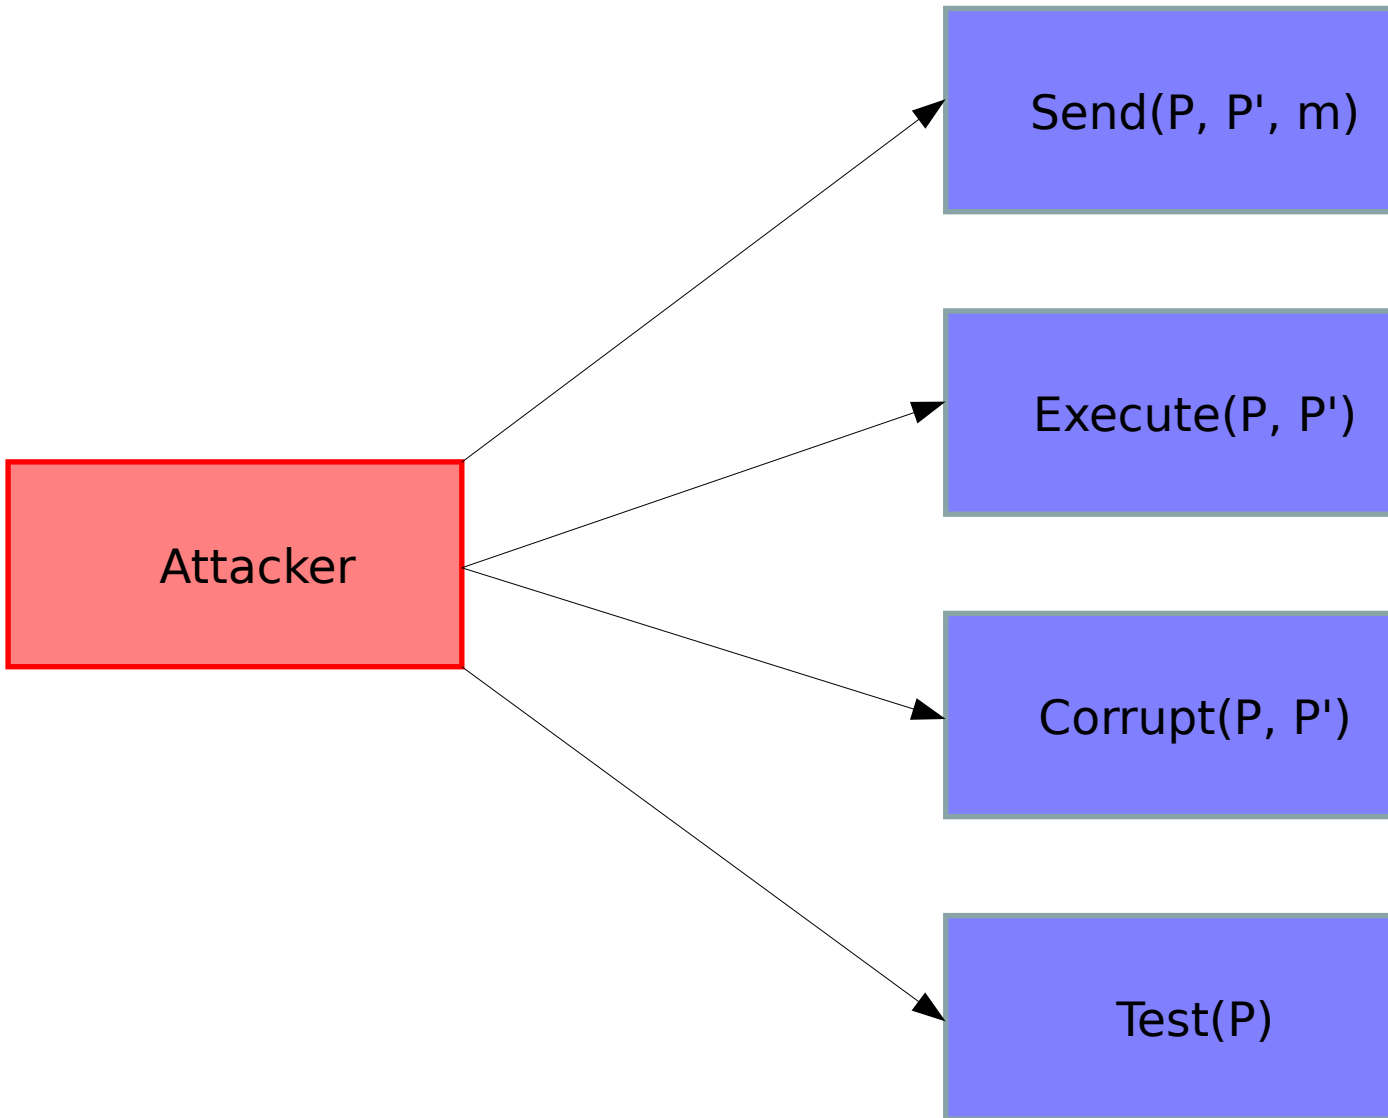 Send(P, P', m)
Execute(P, P')
Attacker
Corrupt(P, P')
Test(P)